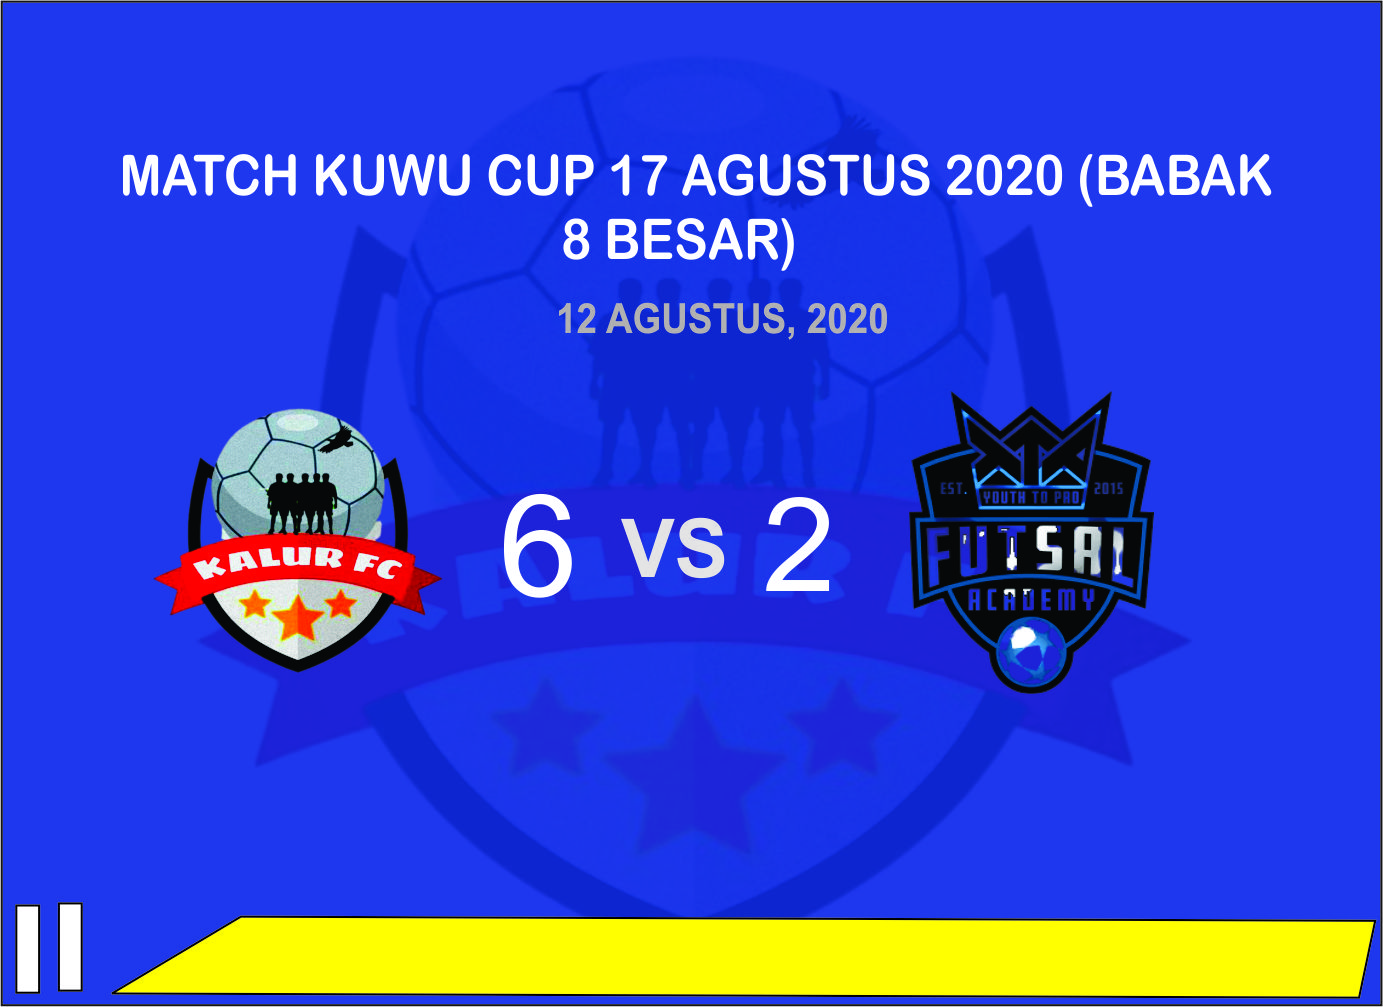 MATCH KUWU CUP 17 AGUSTUS 2020 (BABAK
8 BESAR)
12 AGUSTUS, 2020
KALUR FC
6 VS 2
EST. YOUTH TO PRO 2015
FUTSAL
ACADEMY
KALUR F